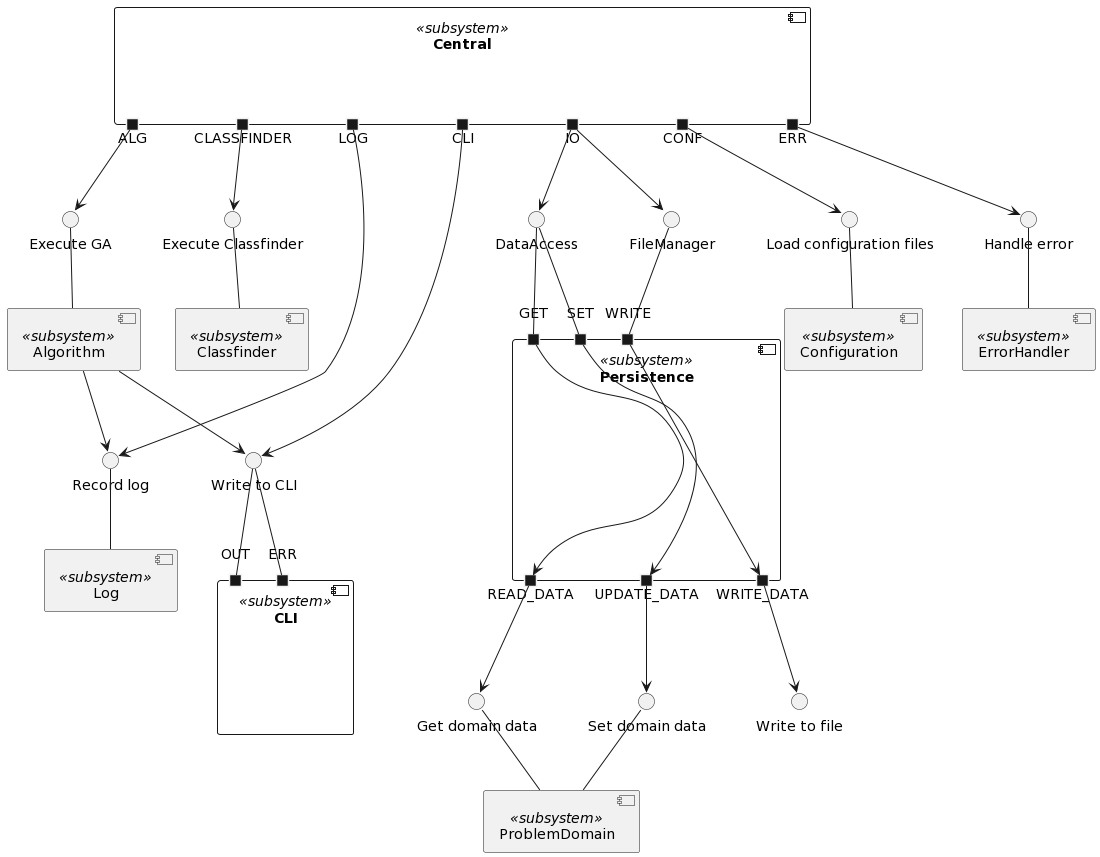 «subsystem»
Central
ALG
CLASSFINDER
LOG
CLI
IO
CONF
ERR
Execute GA
Execute Classfinder
DataAccess
FileManager
Load configuration files
Handle error
GET
SET
WRITE
«subsystem»
Algorithm
«subsystem»
Classfinder
«subsystem»
Persistence
«subsystem»
Configuration
«subsystem»
ErrorHandler
Record log
Write to CLI
OUT
ERR
«subsystem»
Log
«subsystem»
CLI
READ_DATA
UPDATE_DATA
WRITE_DATA
Get domain data
Set domain data
Write to file
«subsystem»
ProblemDomain